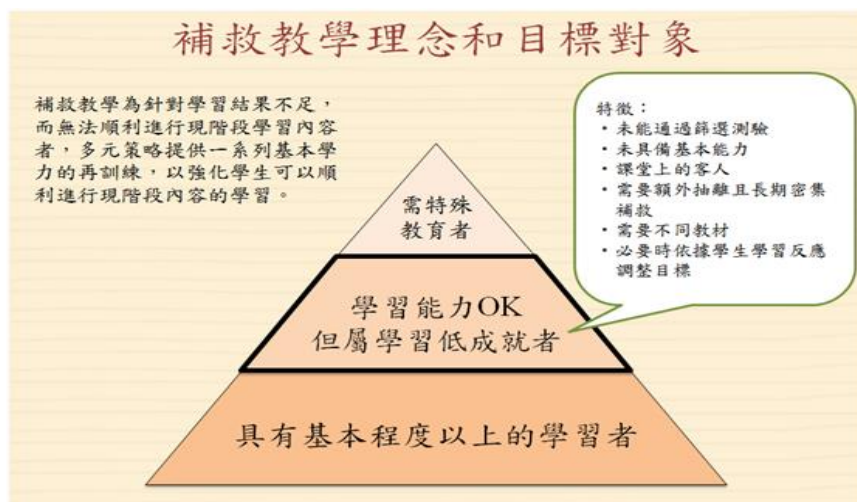 補救教學理念和目標對象
補救教學為針對學習結果不足，
而無法順利進行現階段學習內容
者，多元策略提供一系列基本學
力的再訓練，以強化學生可以順
利進行現階段內容的學習。
特徵：
・未能通過篩選測驗
・未具備基本能力
・課堂上的客人
・需要額外抽離且長期密集
補救
・需要不同教材
・必要時依據學生學習反應
調整目標
需特殊
教育者
學習能力OK
但屬學習低成就者
具有基本程度以上的學習者